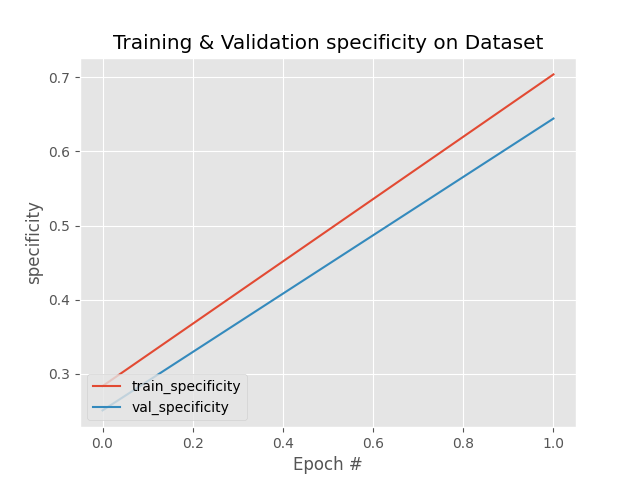 Training & Validation specificity on Dataset
0.7
0.6
0.5
0.4
0.3
specificity
train_specificity
val_specificity
0.0 0.2 0.4 0.6 0.8 1.0
Epoch #